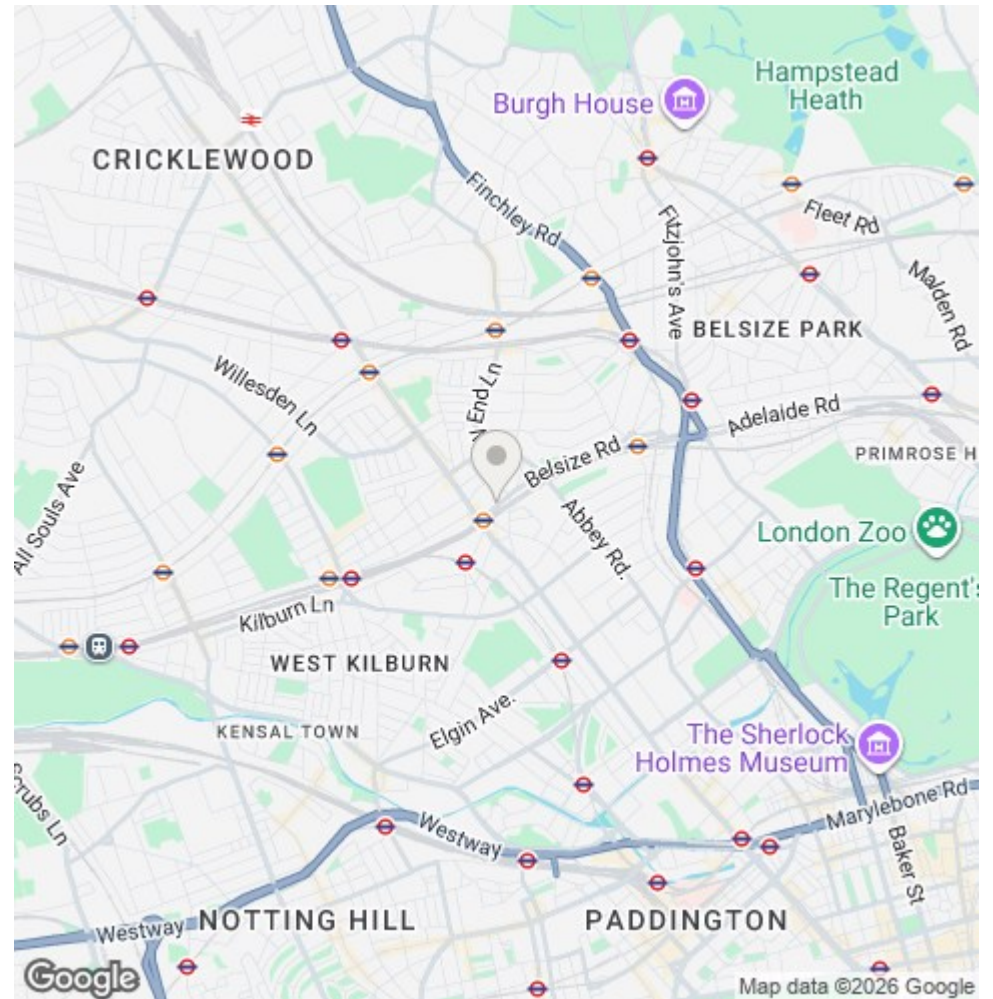 Hampstead
Heath
Burgh House
CRICKLEWOOD
Finchley Rd
Fleet Rd
Fitzjohn's Ave
Malden Rd
BELSIZE PARK
Willesden Ln
End Ln
Adelaide Rd
Belsize Rd
PRIMROSE H
All Souls Ave
Abbey Rd.
London Zoo
The Regent's
Park
Kilburn Ln
WEST KILBURN
Elgin Ave.
KENSAL TOWN
The Sherlock
Holmes Museum
Scrubs Ln
Marylebone Rd
Westway
Baker St
Westway
NOTTING HILL
PADDINGTON
Google
Map data ©2026 Google